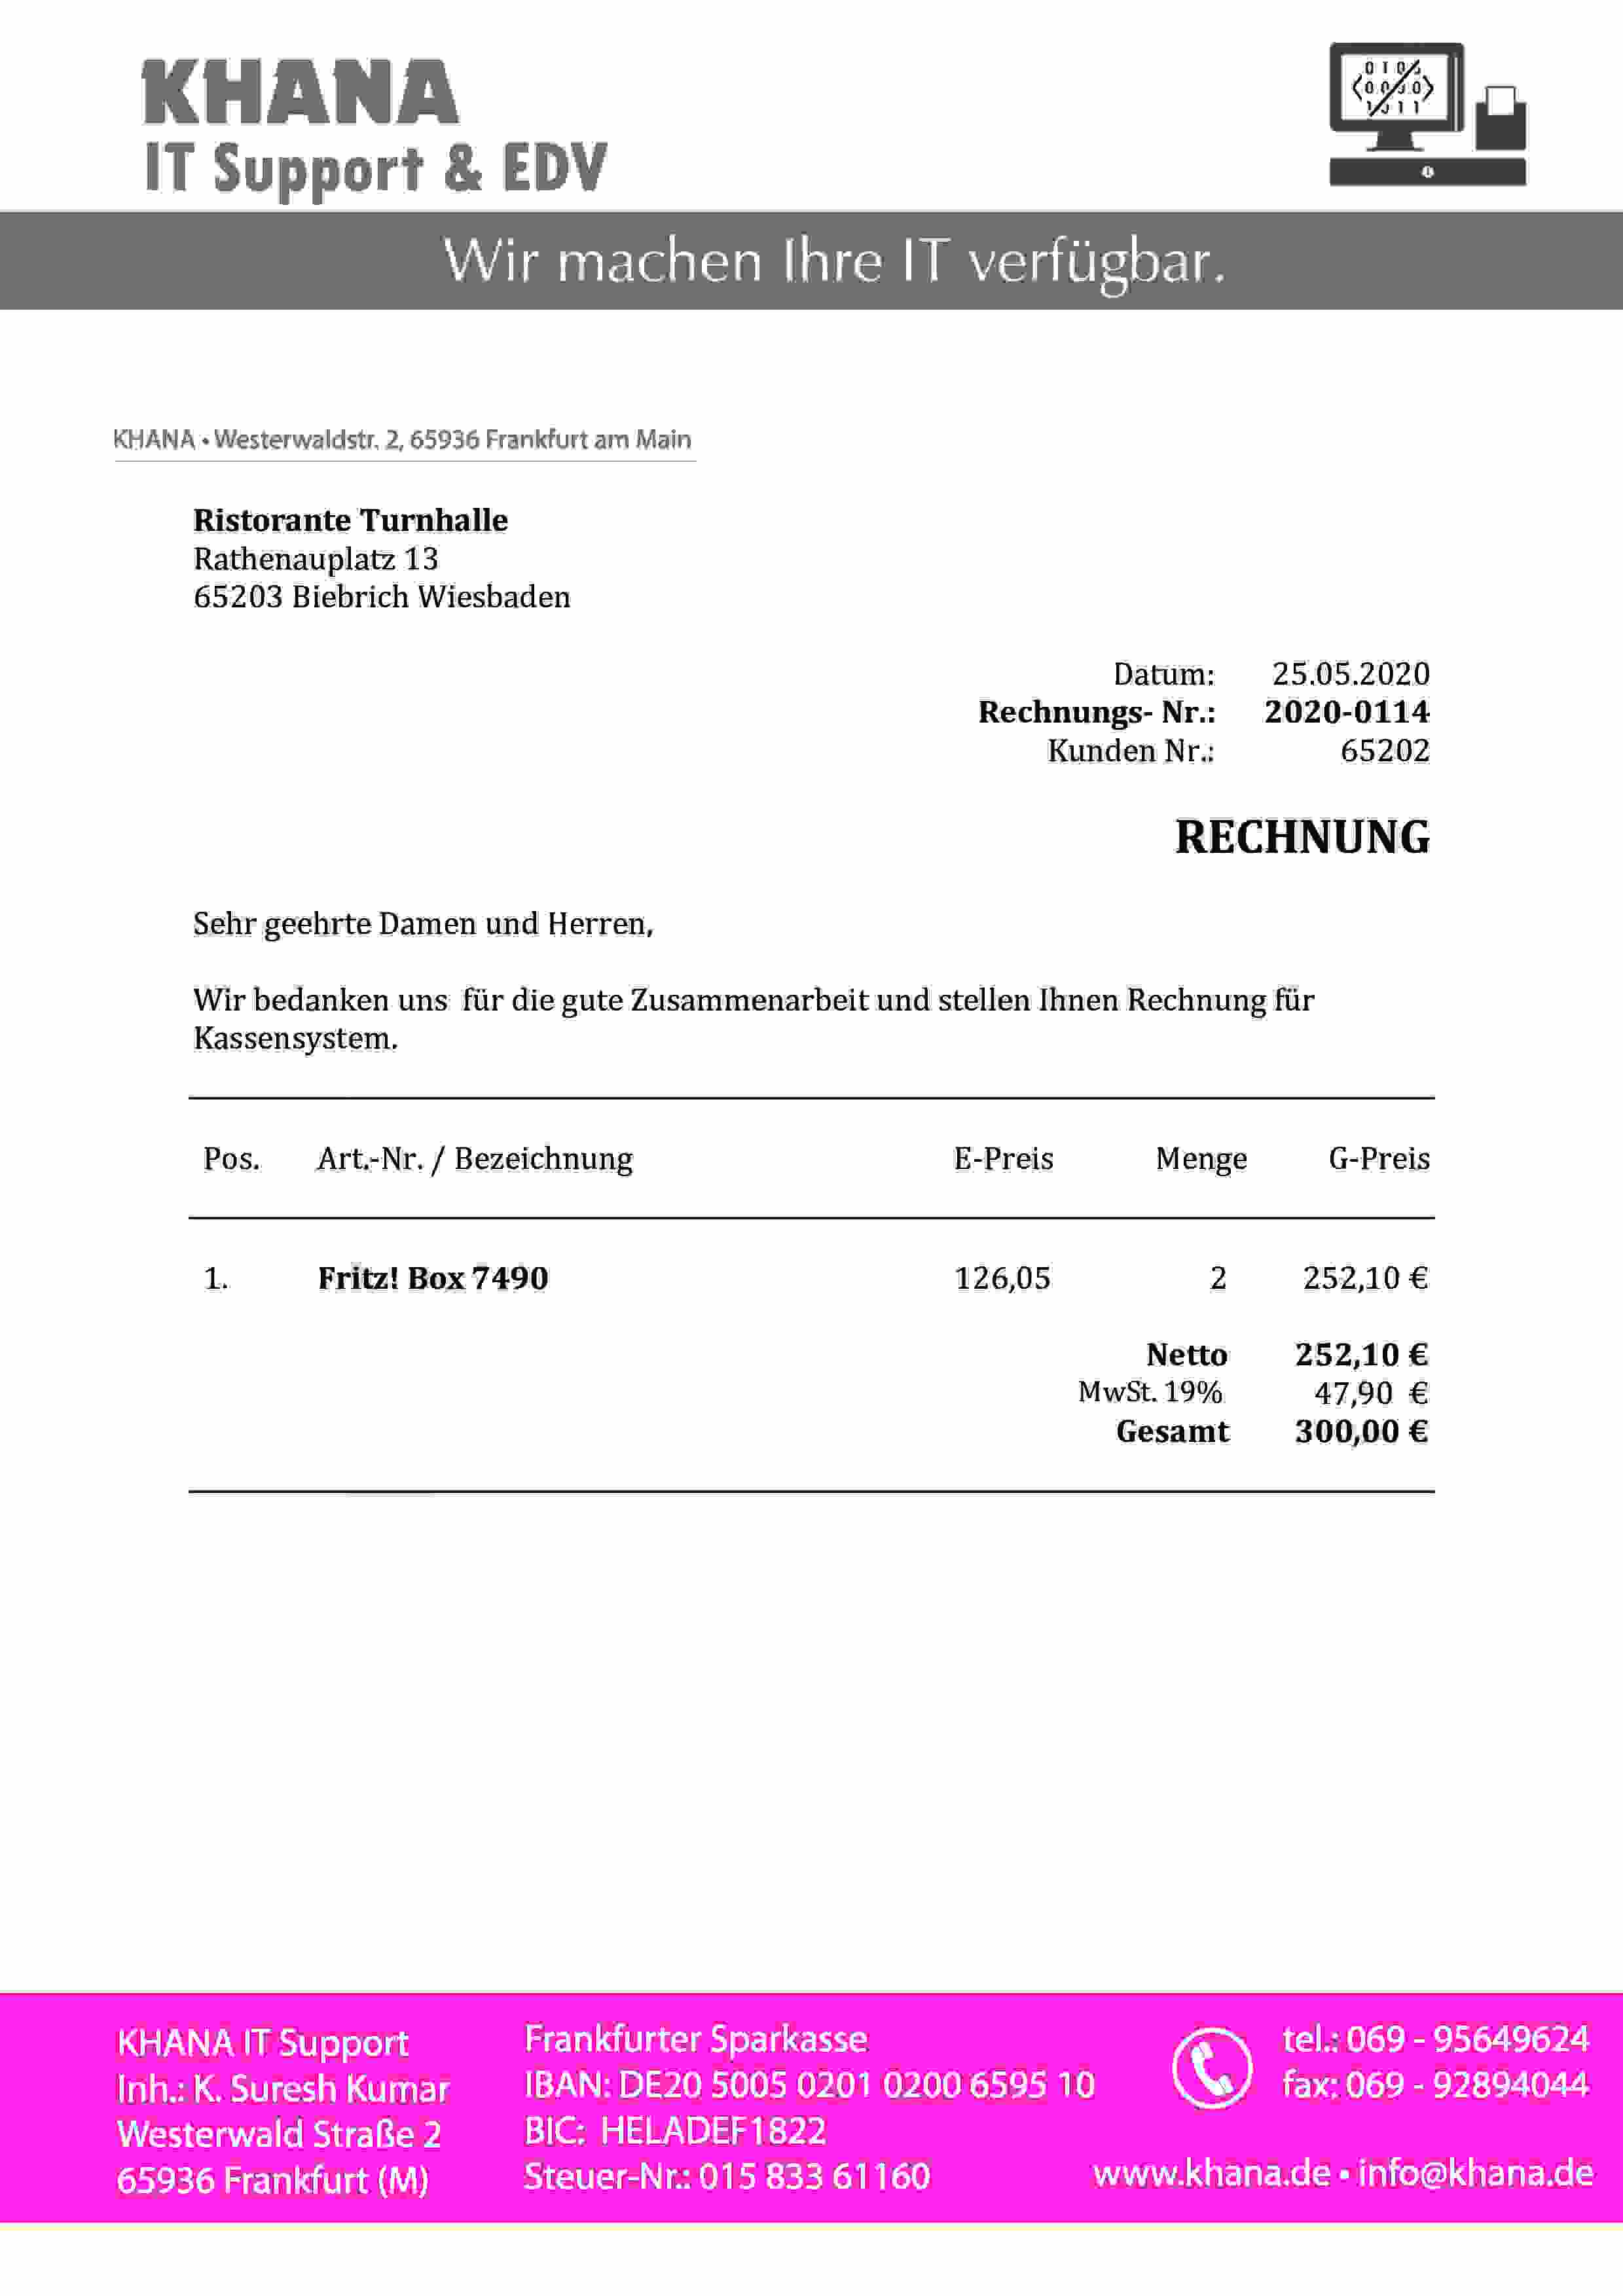 KHANA
IT Support & EDV
Wir machen Ihre IT verfügbar.
KHANA • Westerwaldstr. 2, 65936 Frankfurt am Main
Ristorante Turnhalle
Rathenauplatz 13
65203 Biebrich Wiesbaden
Datum: 25.05.2020
Rechnungs- Nr.: 2020-0114
Kunden Nr.: 65202
RECHNUNG
Sehr geehrte Damen und Herren,
Wir bedanken uns für die gute Zusammenarbeit und stellen Ihnen Rechnung für
Kassensystem.
Pos. Art.-Nr. / Bezeichnung E-Preis Menge G-Preis
1. Fritz! Box 7490 126,05 2 252,10 €
Netto 252,10 €
MwSt. 19% 47,90 €
Gesamt 300,00 €
KHANA IT Support
Inh.: K. Suresh Kumar
Westerwald Straße 2
65936 Frankfurt (M)
Frankfurter Sparkasse
IBAN: DE20 5005 0201 0200 6595 10
BIC: HELADEF1822
Steuer-Nr.: 015 833 61160
tel.: 069 - 95649624
fax: 069 - 92894044
www.khana.de • info@khana.de